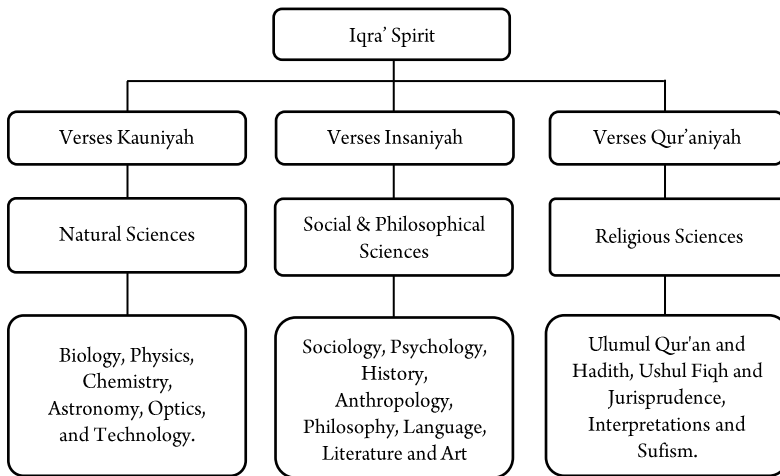 Iqra’ Spirit
Verses Kauniyah
Verses Insaniyah
Verses Qur’aniyah
Natural Sciences
Social & Philosophical
Sciences
Religious Sciences
Biology, Physics,
Chemistry,
Astronomy, Optics,
and Technology.
Sociology, Psychology,
History,
Anthropology,
Philosophy, Language,
Literature and Art
Ulumul Qur'an and
Hadith, Ushul Fiqh and
Jurisprudence,
Interpretations and
Sufism.